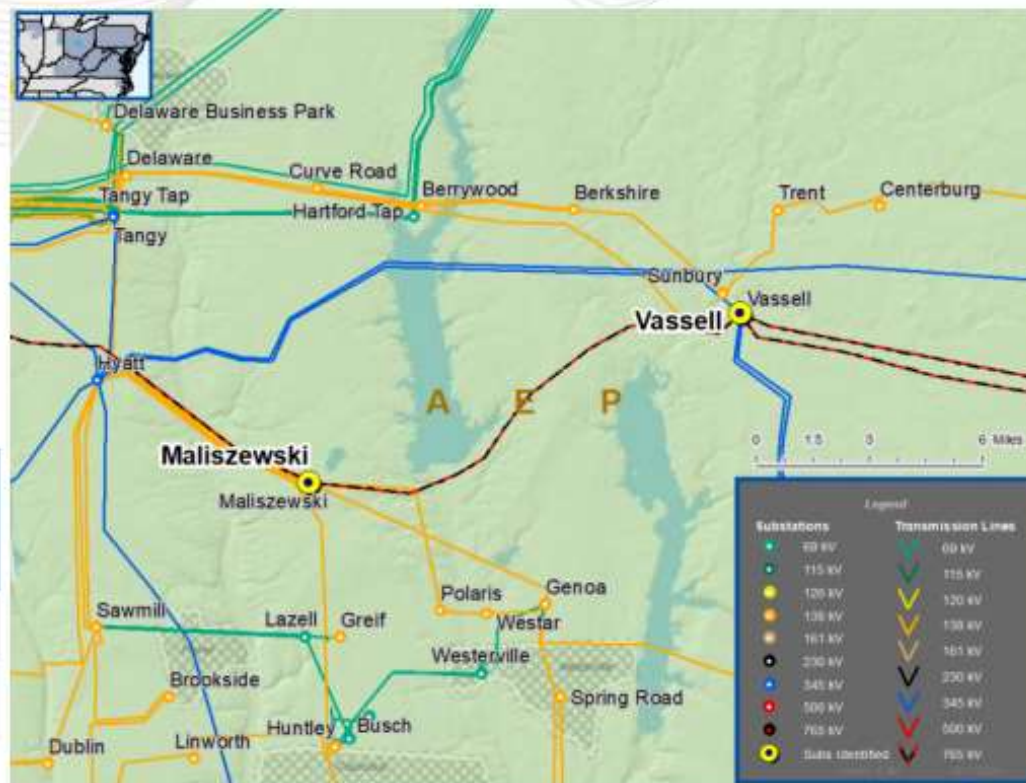 Delaware Business Park
Delaware
Curve Road
Tangy Tap
Berrywood
Berkshire
Trent
Centerburg
Hartford Tap
Tangy
Sunbury
Vassell
Vassell
Hyatt
A E P
0 1.5 3 6 Miles
Maliszewski
Maliszewski
Polaris
Genoa
Westar
Sawmill
Lazell
Greif
Westerville
Brookside
Spring Road
Huntley
Busch
Dublin
Linworth
Legend
Substations
69 kV
115 kV
120 kV
138 kV
161 kV
230 kV
345 kV
500 kV
765 kV
Subs Identified
Transmission Lines
69 kV
115 kV
120 kV
138 kV
161 kV
230 kV
345 kV
500 kV
765 kV